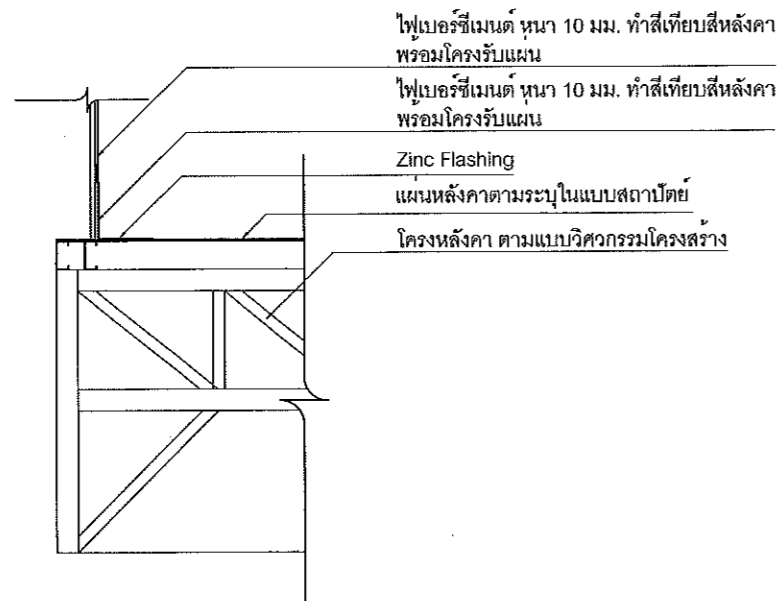 ไฟเบอร์ซีเมนต์ หนา 10 มม. ทำสีเทียบสีหลังคา
พร้อมโครงรับแผ่น
ไฟเบอร์ซีเมนต์ หนา 10 มม. ทำสีเทียบสีหลังคา
พร้อมโครงรับแผ่น
Zinc Flashing
แผ่นหลังคาตามระบุในแบบสถาปัตย์
โครงหลังคา ตามแบบวิศวกรรมโครงสร้าง